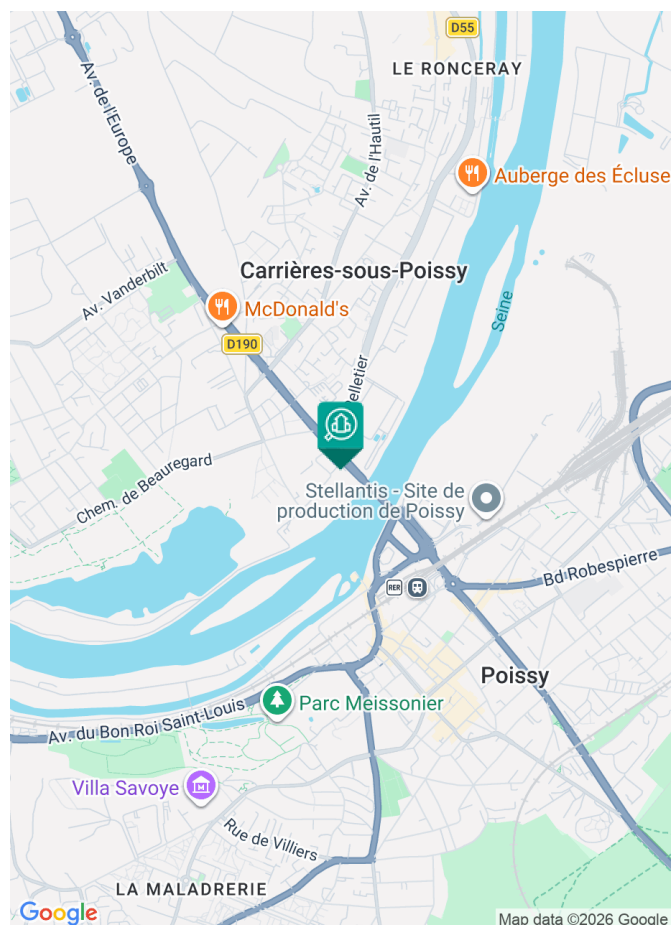 D55
LE RONCERAY
Av. de l'Europe
Av. de l'Hautil
Auberge des Écluse
Carrières-sous-Poissy
Av. Vanderbilt
McDonald's
Seine
D190
elletier
Chem. de Beauregard
Stellantis - Site de
production de Poissy
RER
Bd Robespierre
Poissy
Parc Meissonier
Av. du Bon Roi Saint-Louis
Villa Savoye
Rue de Villiers
LA MALADRERIE
Google
Map data ©2026 Google